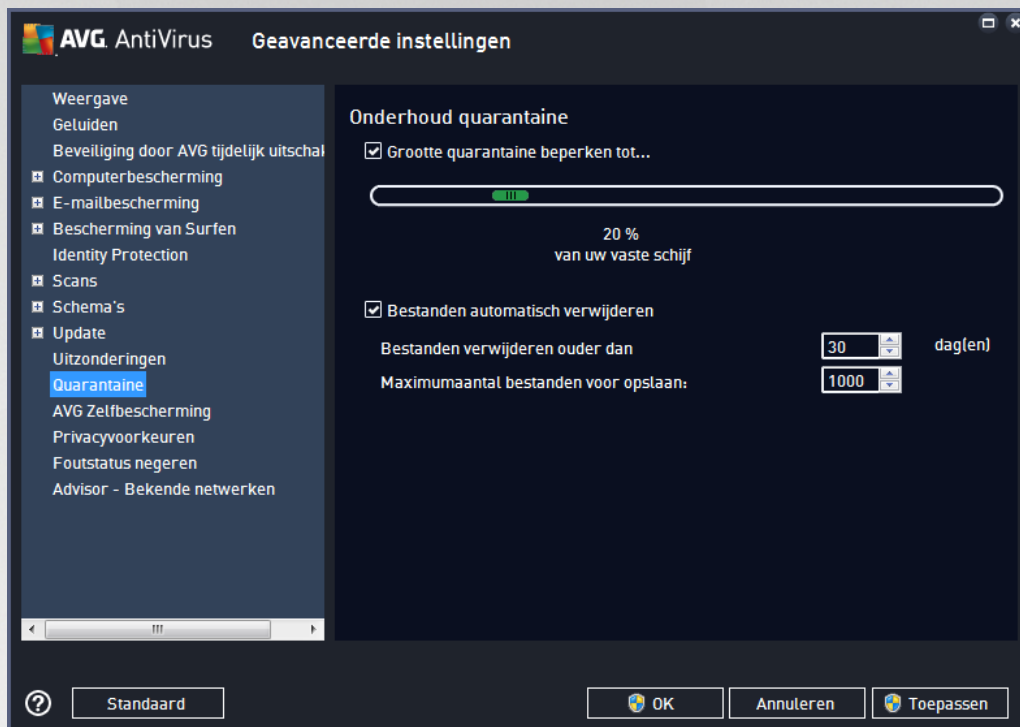 AVG. AntiVirus Geavanceerde instellingen
Weergave
Geluiden
Beveiliging door AVG tijdelijk uitschak
Computerbescherming
E-mailbescherming
Bescherming van Surfen
Identity Protection
Scans
Schema's
Update
Uitzonderingen
Quarantaine
AVG Zelfbescherming
Privacyvoorkeuren
Foutstatus negeren
Advisor - Bekende netwerken
Onderhoud quarantaine
Grootte quarantaine beperken tot...
20 %
van uw vaste schijf
Bestanden automatisch verwijderen
Bestanden verwijderen ouder dan 30 dag(en)
Maximumaantal bestanden voor opslaan: 1000
? Standaard OK Annuleren Toepassen